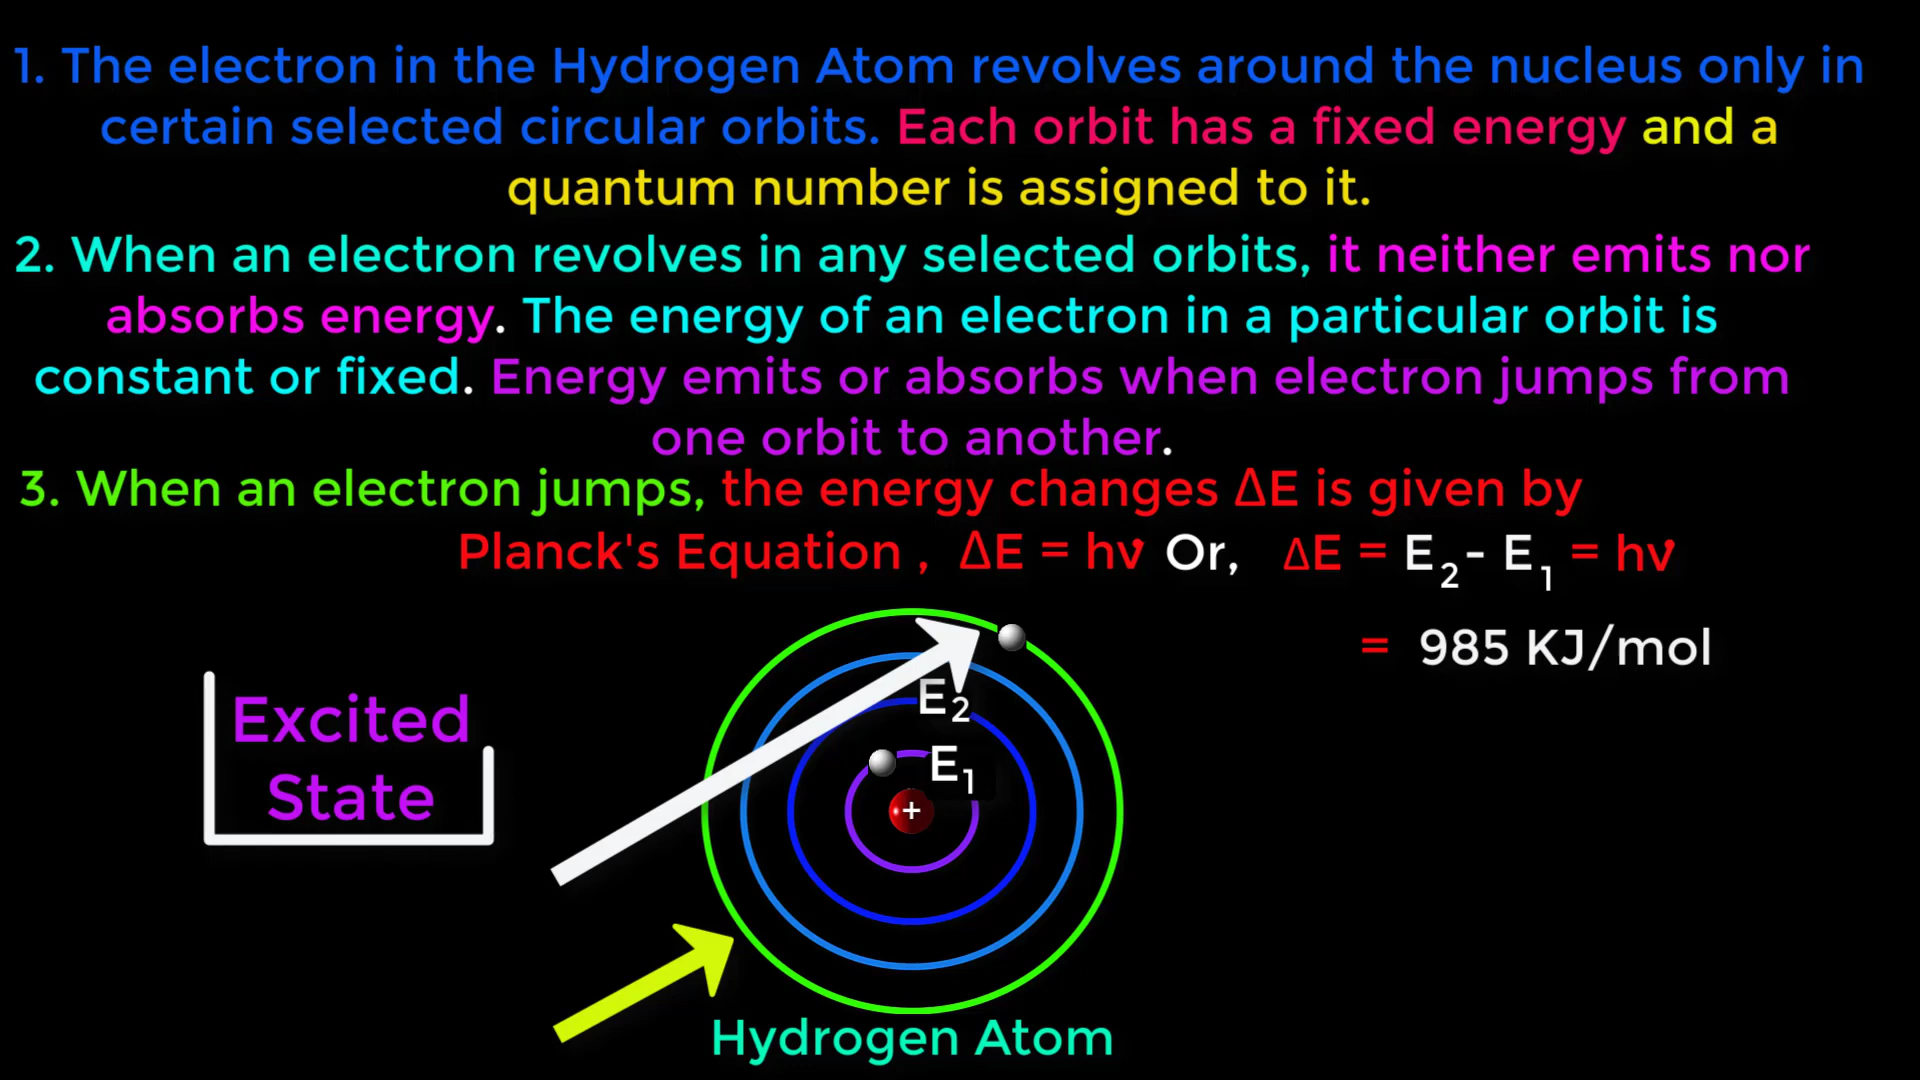 1. The electron in the Hydrogen Atom revolves around the nucleus only in
certain selected circular orbits. Each orbit has a fixed energy and a
quantum number is assigned to it.
2. When an electron revolves in any selected orbits, it neither emits nor
absorbs energy. The energy of an electron in a particular orbit is
constant or fixed. Energy emits or absorbs when electron jumps from
one orbit to another.
3. When an electron jumps, the energy changes ΔE is given by
Planck's Equation , ΔE = hν Or, ΔE = E₂- E₁ = hν
= 985 KJ/mol
Excited
State
E₂
E₁
+
Hydrogen Atom